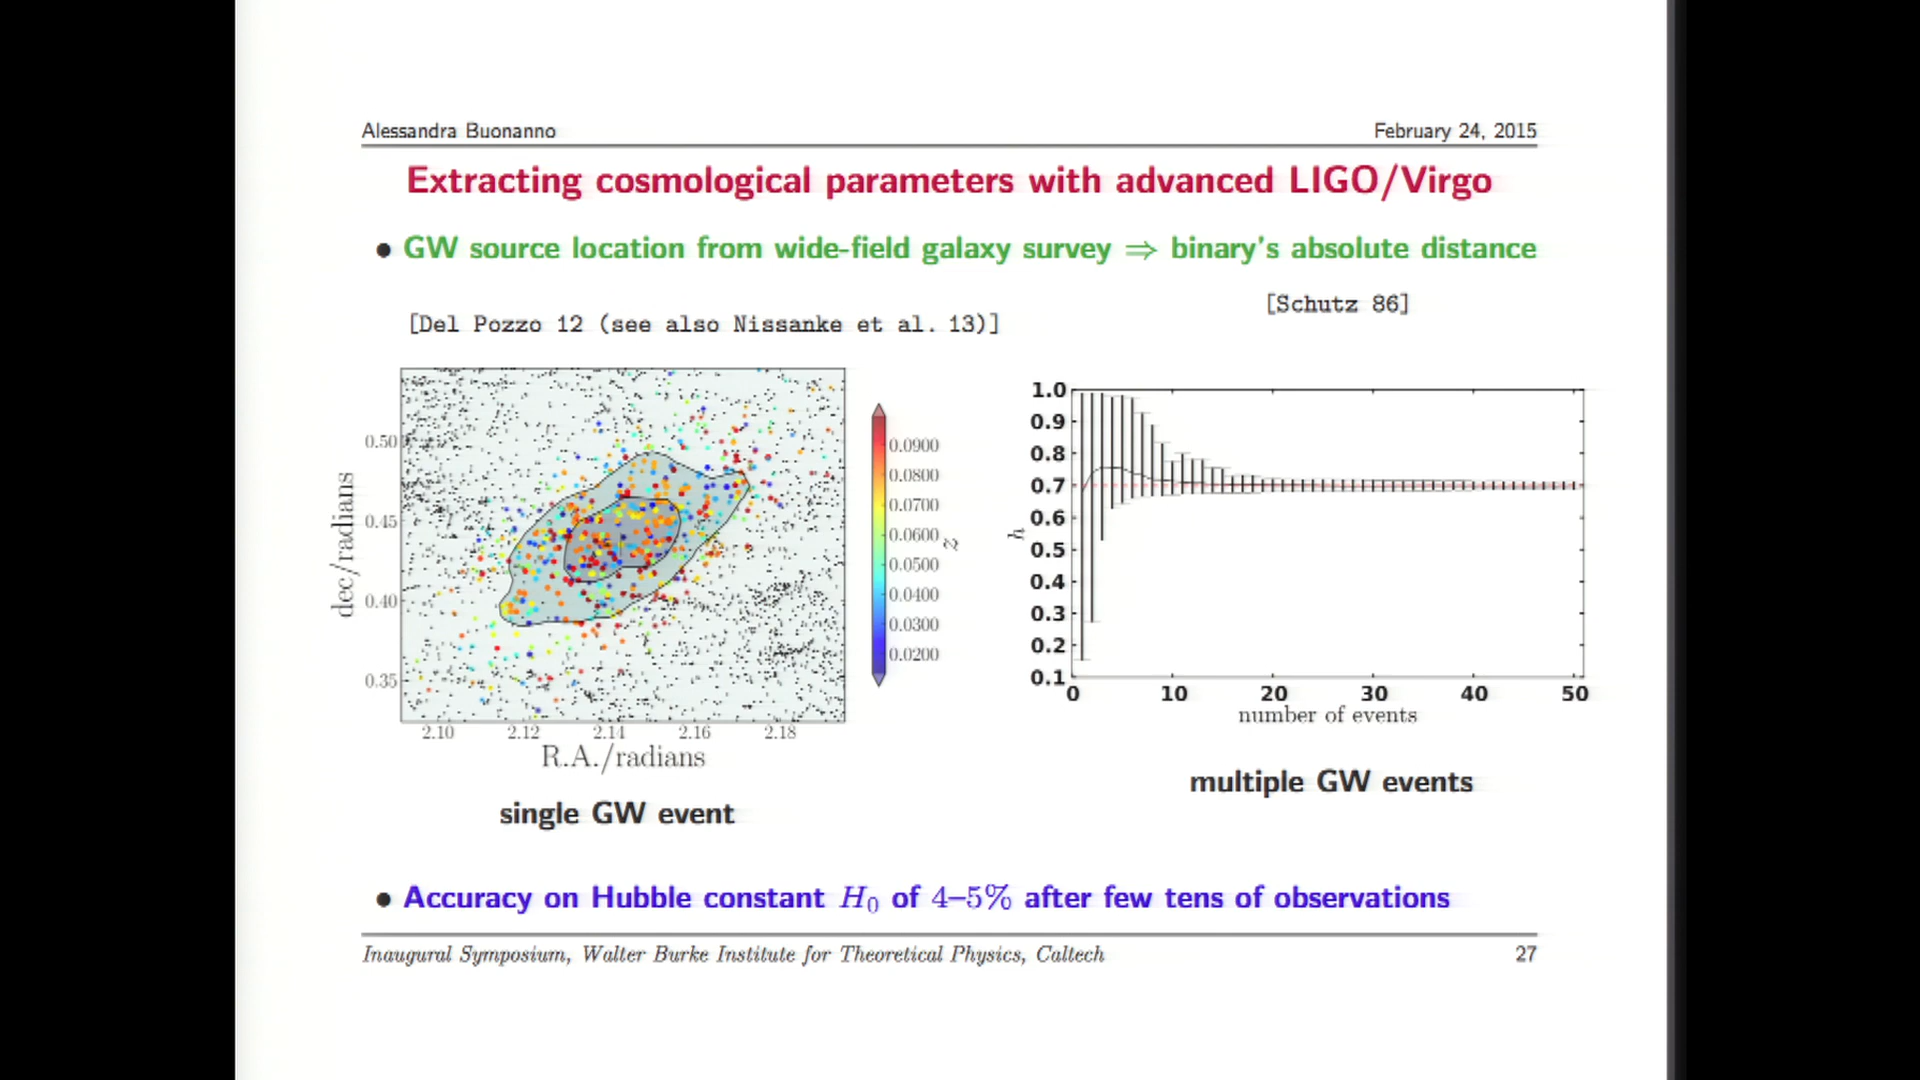 Alessandra Buonanno
February 24, 2015
Extracting cosmological parameters with advanced LIGO/Virgo
• GW source location from wide-field galaxy survey ⇒ binary's absolute distance
[Schutz 86]
[Del Pozzo 12 (see also Nissanke et al. 13)]
dec/radians
0.50
0.45
0.40
0.35
2.10 2.12 2.14 2.16 2.18
R.A./radians
0.0900
0.0800
0.0700
0.0600
0.0500
0.0400
0.0300
0.0200
z
1.0
0.9
0.8
0.7
0.6
0.5
0.4
0.3
0.2
0.1
h
0 10 20 30 40 50
number of events
multiple GW events
single GW event
• Accuracy on Hubble constant H₀ of 4–5% after few tens of observations
Inaugural Symposium, Walter Burke Institute for Theoretical Physics, Caltech
27